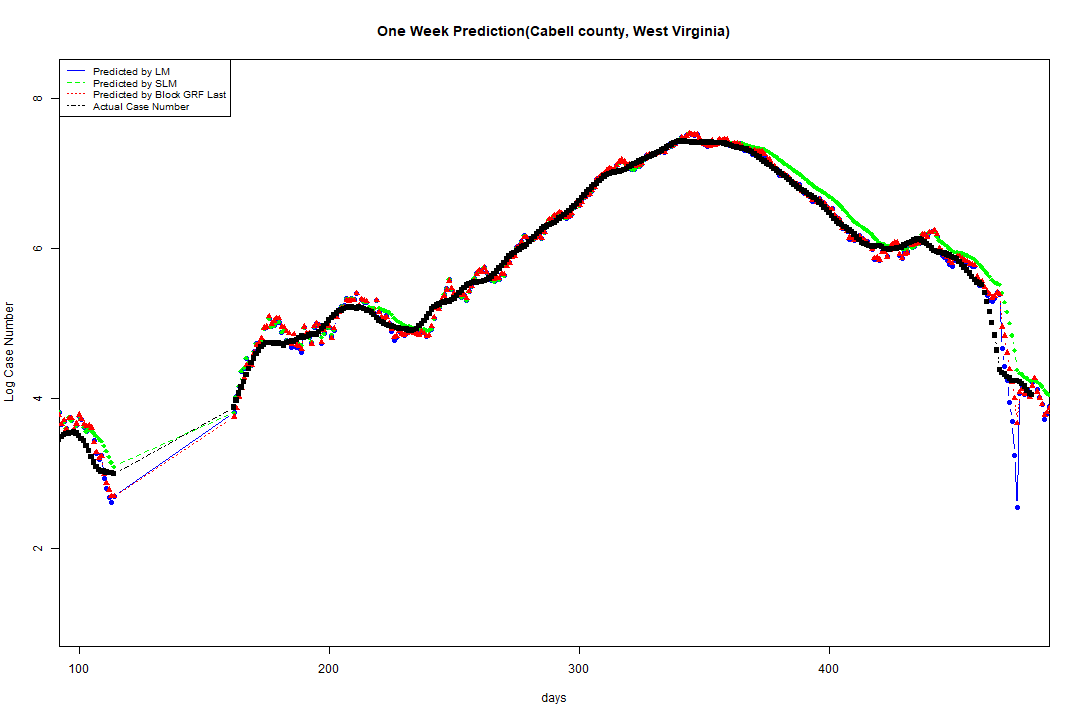 One Week Prediction(Cabell county, West Virginia)
Predicted by LM
Predicted by SLM
Predicted by Block GRF Last
Actual Case Number
8
6
4
2
Log Case Number
100 200 300 400
days